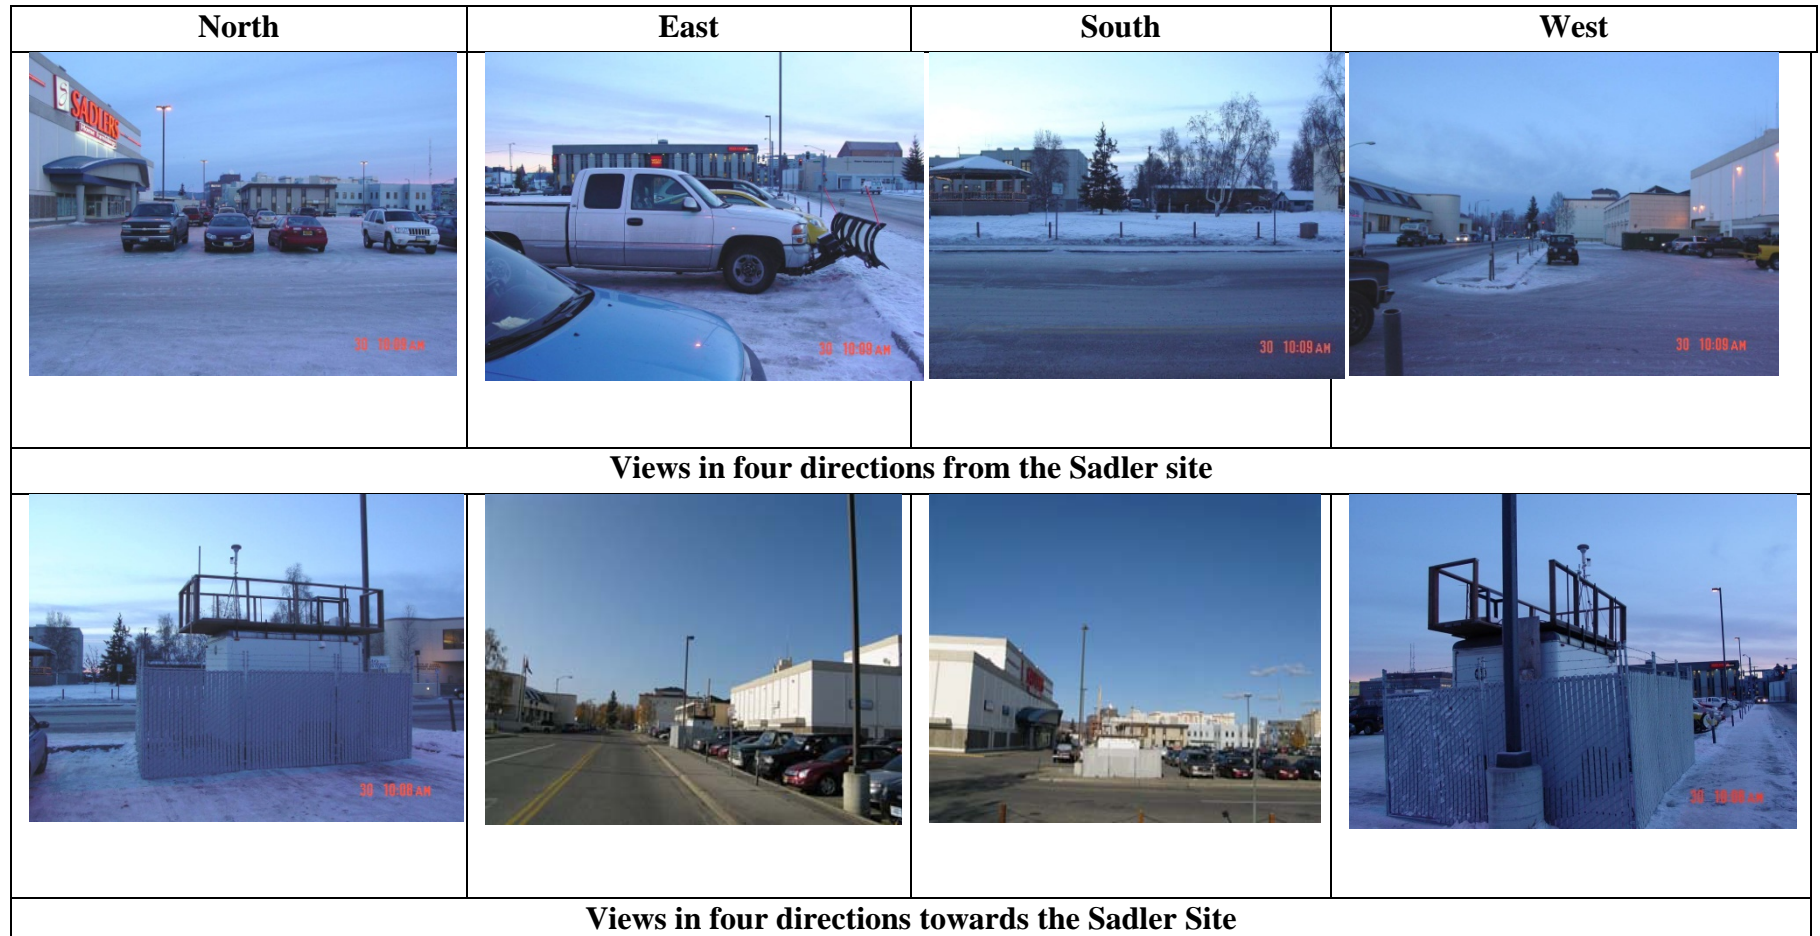 North East South West
SADLERS
30 10:09 AM
30 10:09 AM
30 10:09 AM
30 10:09 AM
Views in four directions from the Sadler site
30 10:08 AM
30 10:08 AM
Views in four directions towards the Sadler Site